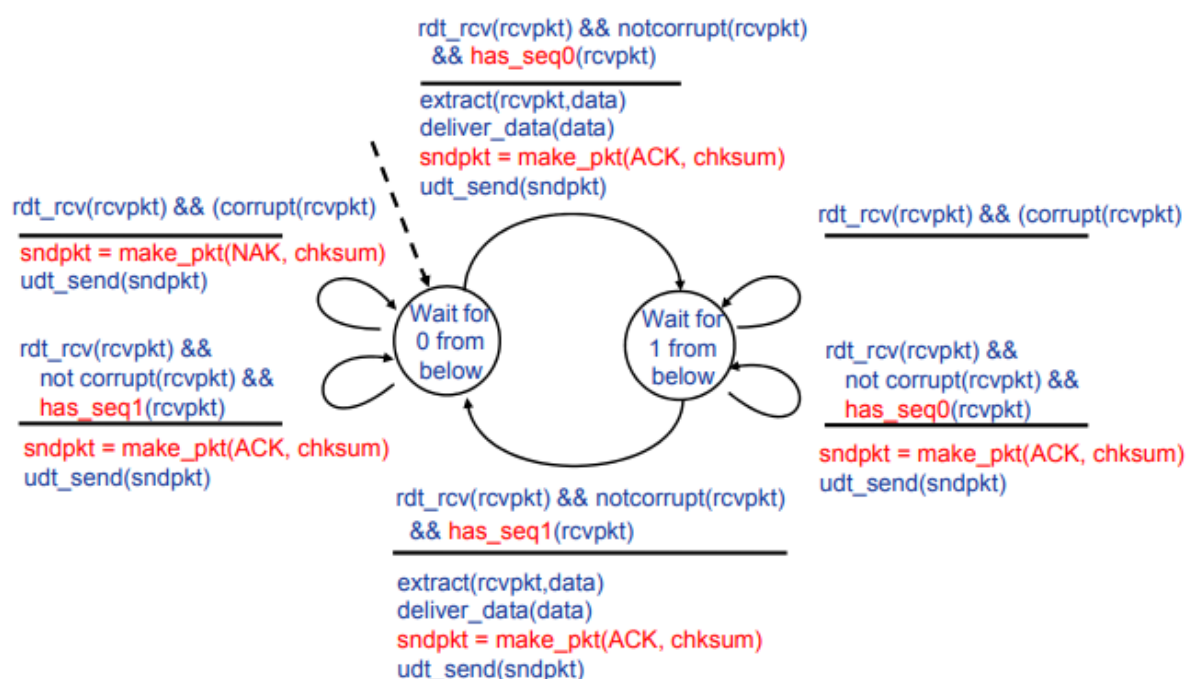 rdt_rcv(rcvpkt) && notcorrupt(rcvpkt)
&& has_seq0(rcvpkt)
extract(rcvpkt,data)
deliver_data(data)
sndpkt = make_pkt(ACK, chksum)
udt_send(sndpkt)
rdt_rcv(rcvpkt) && (corrupt(rcvpkt)
sndpkt = make_pkt(NAK, chksum)
udt_send(sndpkt)
rdt_rcv(rcvpkt) &&
not corrupt(rcvpkt) &&
has_seq1(rcvpkt)
sndpkt = make_pkt(ACK, chksum)
udt_send(sndpkt)
Wait for
0 from
below
Wait for
1 from
below
rdt_rcv(rcvpkt) && (corrupt(rcvpkt)
rdt_rcv(rcvpkt) &&
not corrupt(rcvpkt) &&
has_seq0(rcvpkt)
sndpkt = make_pkt(ACK, chksum)
udt_send(sndpkt)
rdt_rcv(rcvpkt) && notcorrupt(rcvpkt)
&& has_seq1(rcvpkt)
extract(rcvpkt,data)
deliver_data(data)
sndpkt = make_pkt(ACK, chksum)
udt_send(sndpkt)